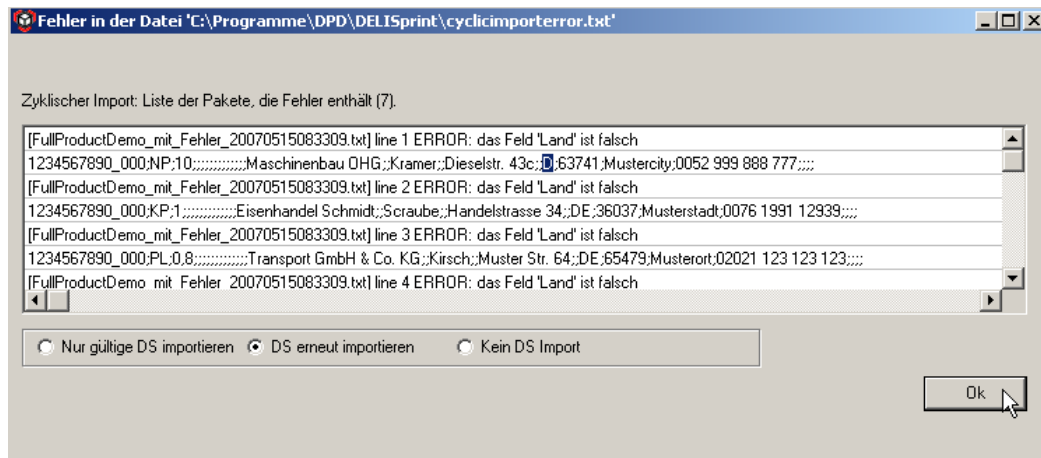 Fehler in der Datei 'C:\Programme\DPD\DELISprint\cyclicimporterror.txt'
Zyklischer Import: Liste der Pakete, die Fehler enthält (7).
[FullProductDemo_mit_Fehler_20070515083309.txt] line 1 ERROR: das Feld 'Land' ist falsch
1234567890_000;NP;10;;;;;;;;;;;;;Maschinenbau OHG;;Kramer;;Dieselstr. 43c;;D;63741;Mustercity;0052 999 888 777;;;;
[FullProductDemo_mit_Fehler_20070515083309.txt] line 2 ERROR: das Feld 'Land' ist falsch
1234567890_000;KP;1;;;;;;;;;;;;;Eisenhandel Schmidt;;Scraube;;Handelstrasse 34;;DE;36037;Musterstadt;0076 1991 12939;;;;
[FullProductDemo_mit_Fehler_20070515083309.txt] line 3 ERROR: das Feld 'Land' ist falsch
1234567890_000;PL;0,8;;;;;;;;;;;;;Transport GmbH & Co. KG;;Kirsch;;Muster Str. 64;;DE;65479;Musterort;02021 123 123 123;;;;
[FullProductDemo_mit_Fehler_20070515083309.txt] line 4 ERROR: das Feld 'Land' ist falsch
Nur gültige DS importieren DS erneut importieren Kein DS Import
Ok